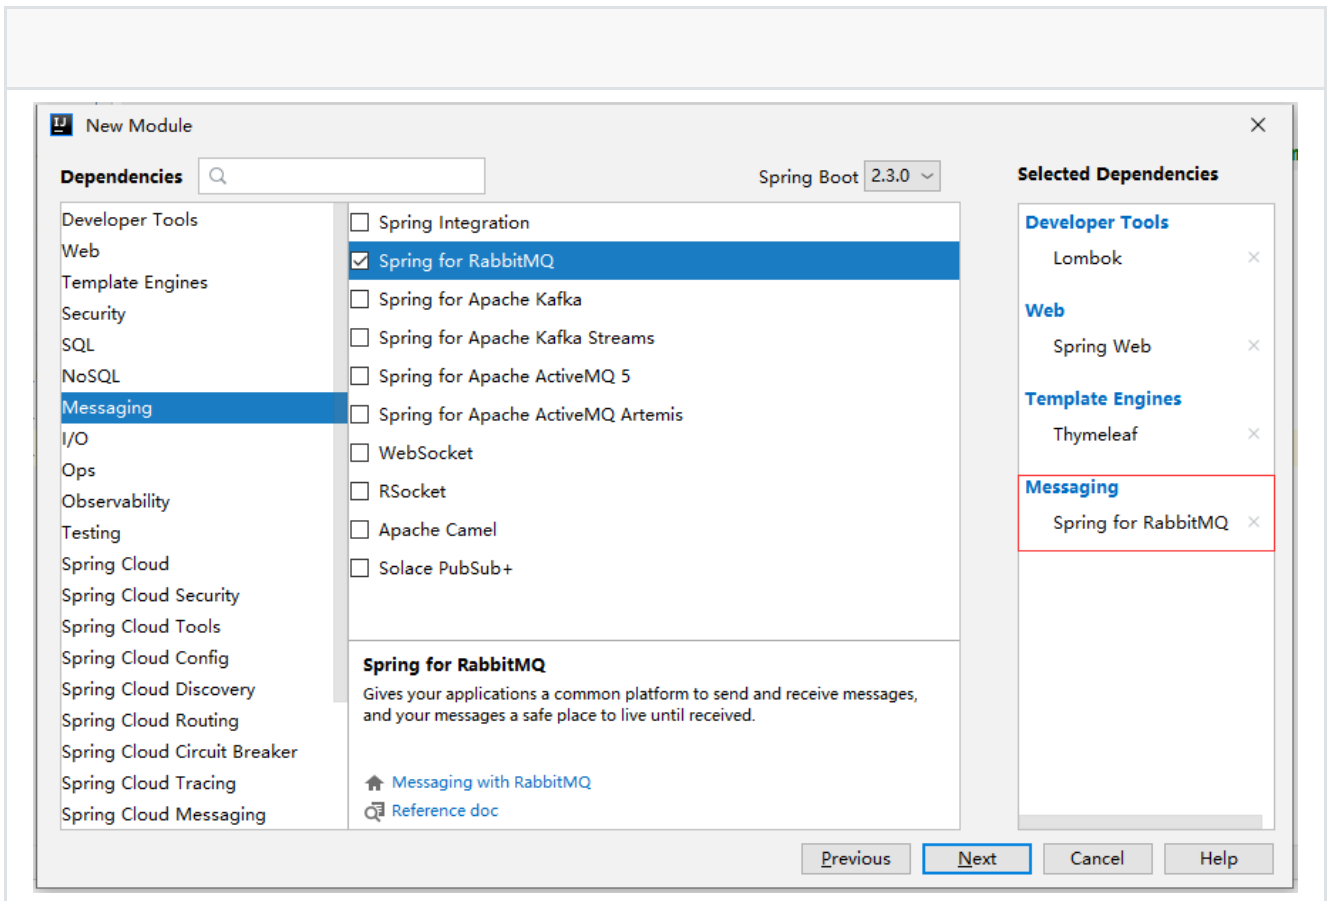 New Module
Dependencies
Spring Boot 2.3.0
Selected Dependencies
Developer Tools
Web
Template Engines
Security
SQL
NoSQL
Messaging
I/O
Ops
Observability
Testing
Spring Cloud
Spring Cloud Security
Spring Cloud Tools
Spring Cloud Config
Spring Cloud Discovery
Spring Cloud Routing
Spring Cloud Circuit Breaker
Spring Cloud Tracing
Spring Cloud Messaging
Spring Integration
Spring for RabbitMQ
Spring for Apache Kafka
Spring for Apache Kafka Streams
Spring for Apache ActiveMQ 5
Spring for Apache ActiveMQ Artemis
WebSocket
RSocket
Apache Camel
Solace PubSub+
Spring for RabbitMQ
Gives your applications a common platform to send and receive messages,
and your messages a safe place to live until received.
Messaging with RabbitMQ
Reference doc
Developer Tools
Lombok
Web
Spring Web
Template Engines
Thymeleaf
Messaging
Spring for RabbitMQ
Previous
Next
Cancel
Help